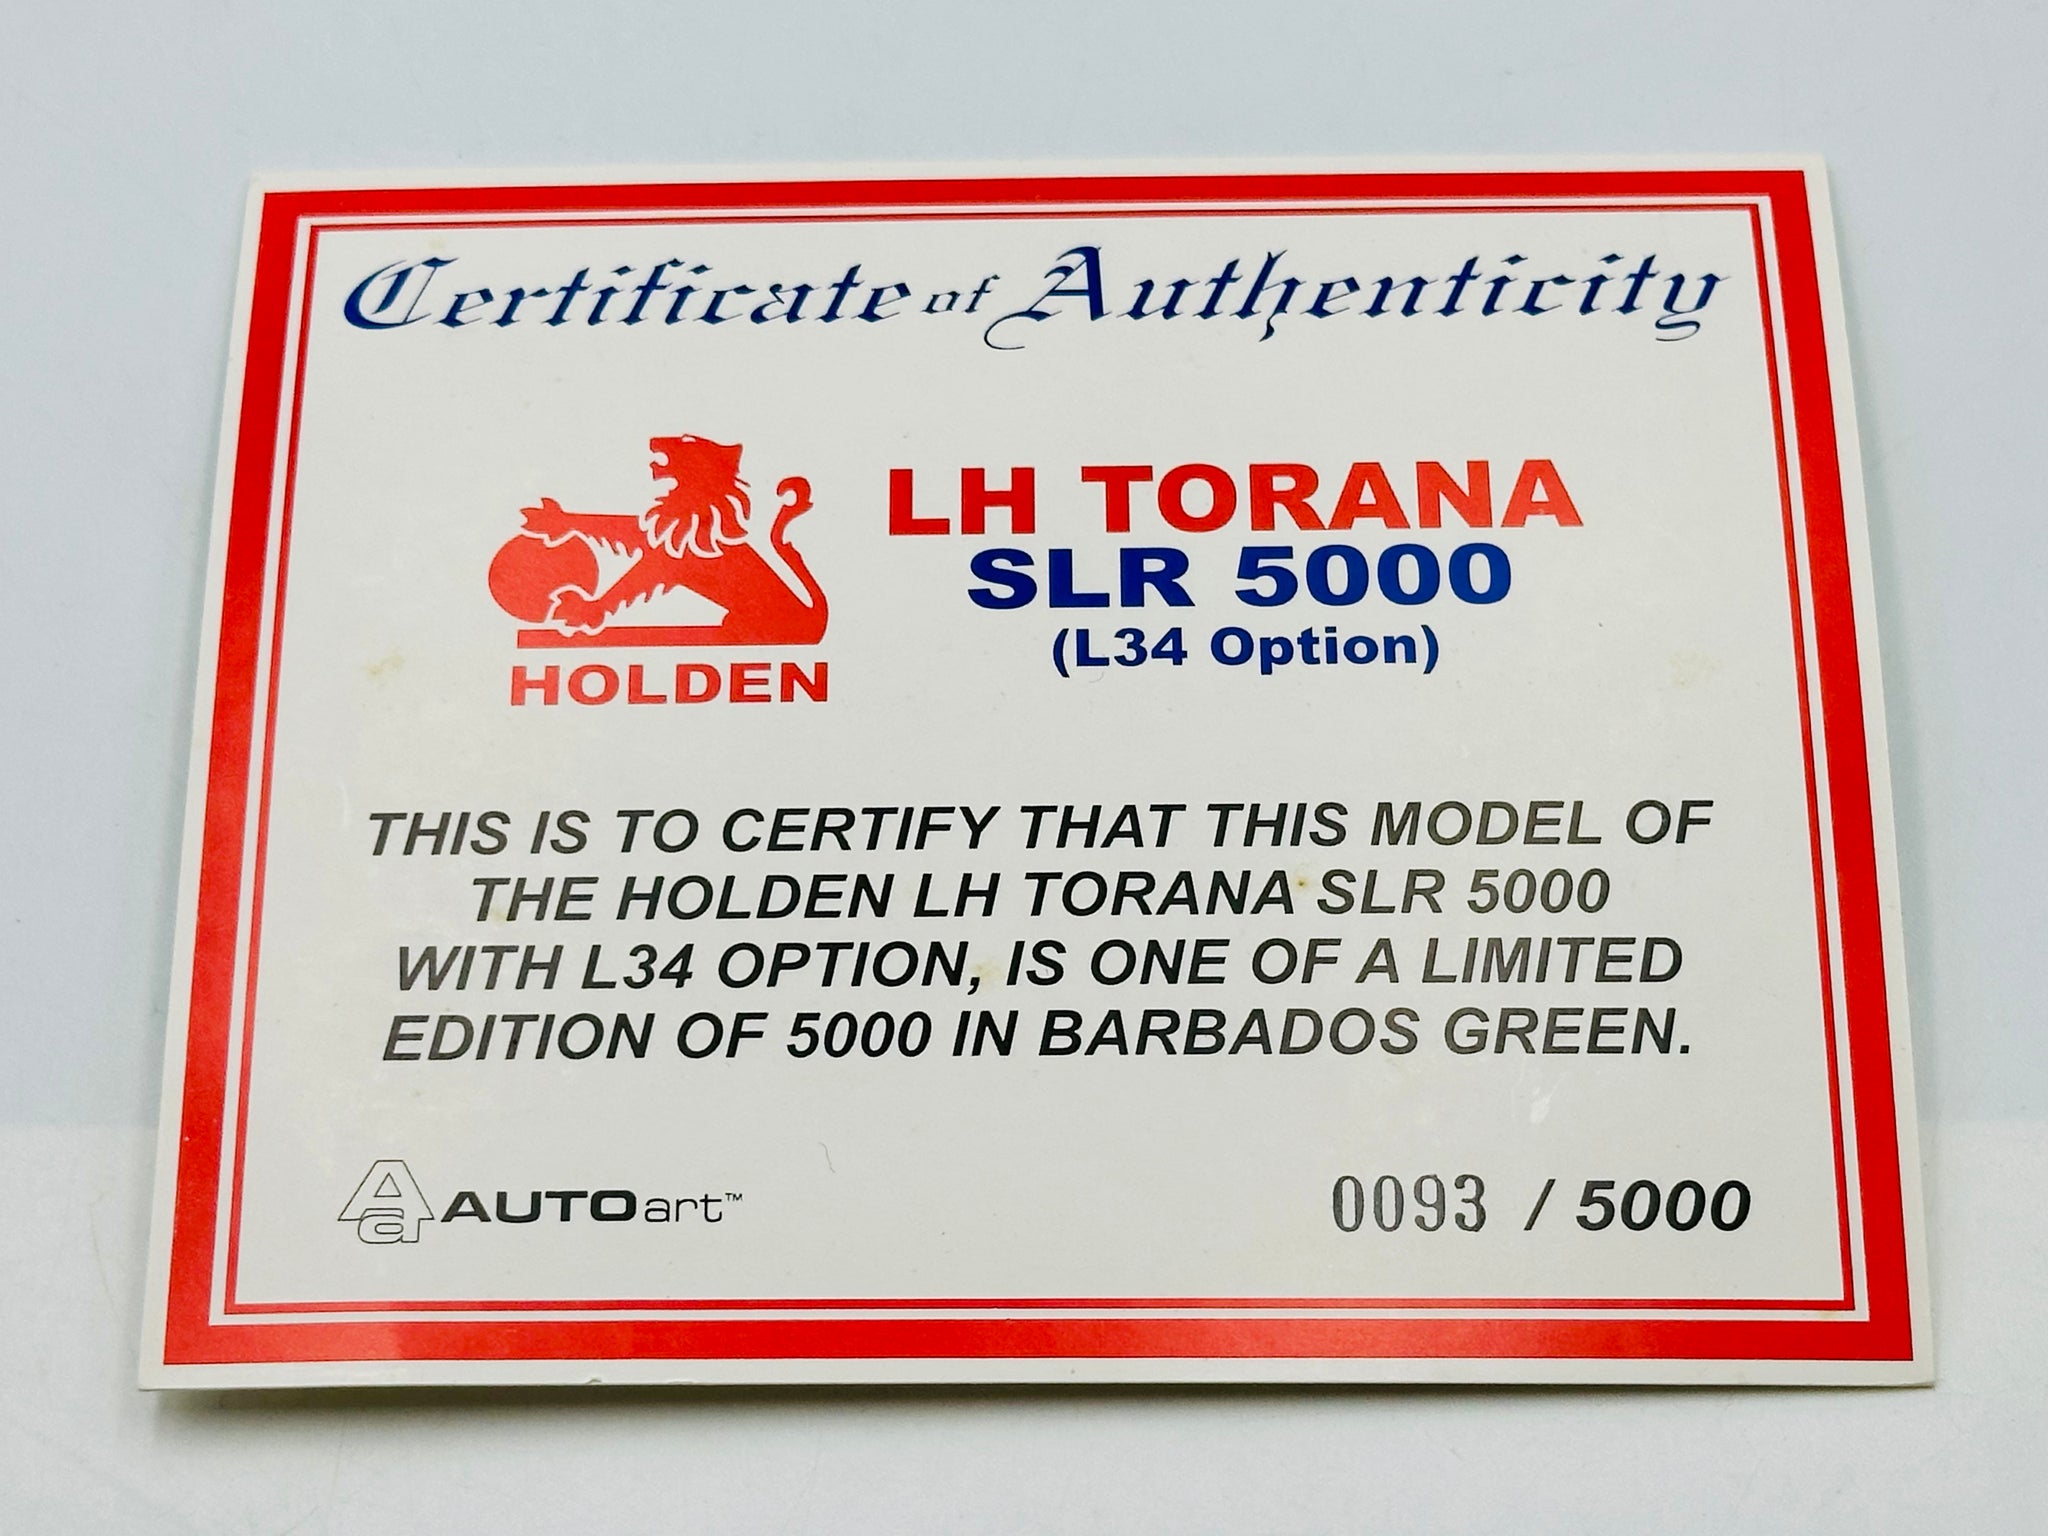 Certificate of Authenticity
LH TORANA
SLR 5000
(L34 Option)
HOLDEN
THIS IS TO CERTIFY THAT THIS MODEL OF
THE HOLDEN LH TORANA SLR 5000
WITH L34 OPTION, IS ONE OF A LIMITED
EDITION OF 5000 IN BARBADOS GREEN.
Aa AUTOart™
0093 / 5000